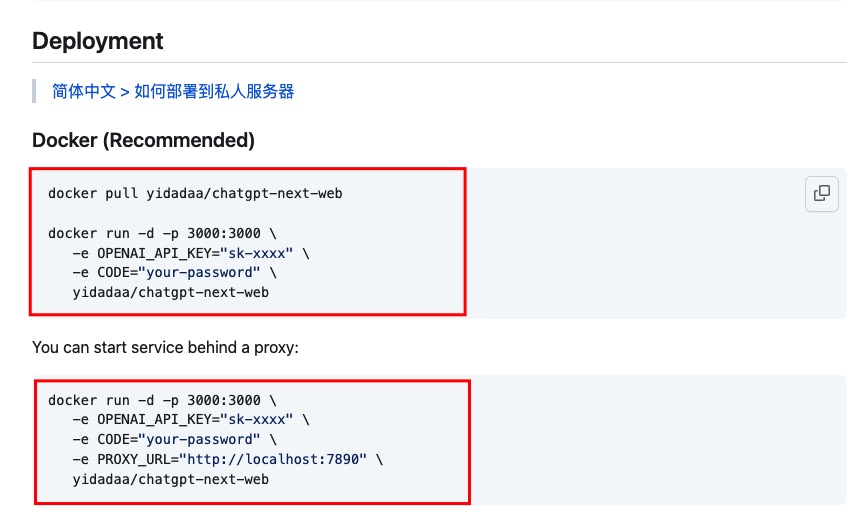 Deployment
简体中文 > 如何部署到私人服务器
Docker (Recommended)
docker pull yidadaa/chatgpt-next-web
docker run -d -p 3000:3000 \
   -e OPENAI_API_KEY="sk-xxxx" \
   -e CODE="your-password" \
   yidadaa/chatgpt-next-web
You can start service behind a proxy:
docker run -d -p 3000:3000 \
   -e OPENAI_API_KEY="sk-xxxx" \
   -e CODE="your-password" \
   -e PROXY_URL="http://localhost:7890" \
   yidadaa/chatgpt-next-web